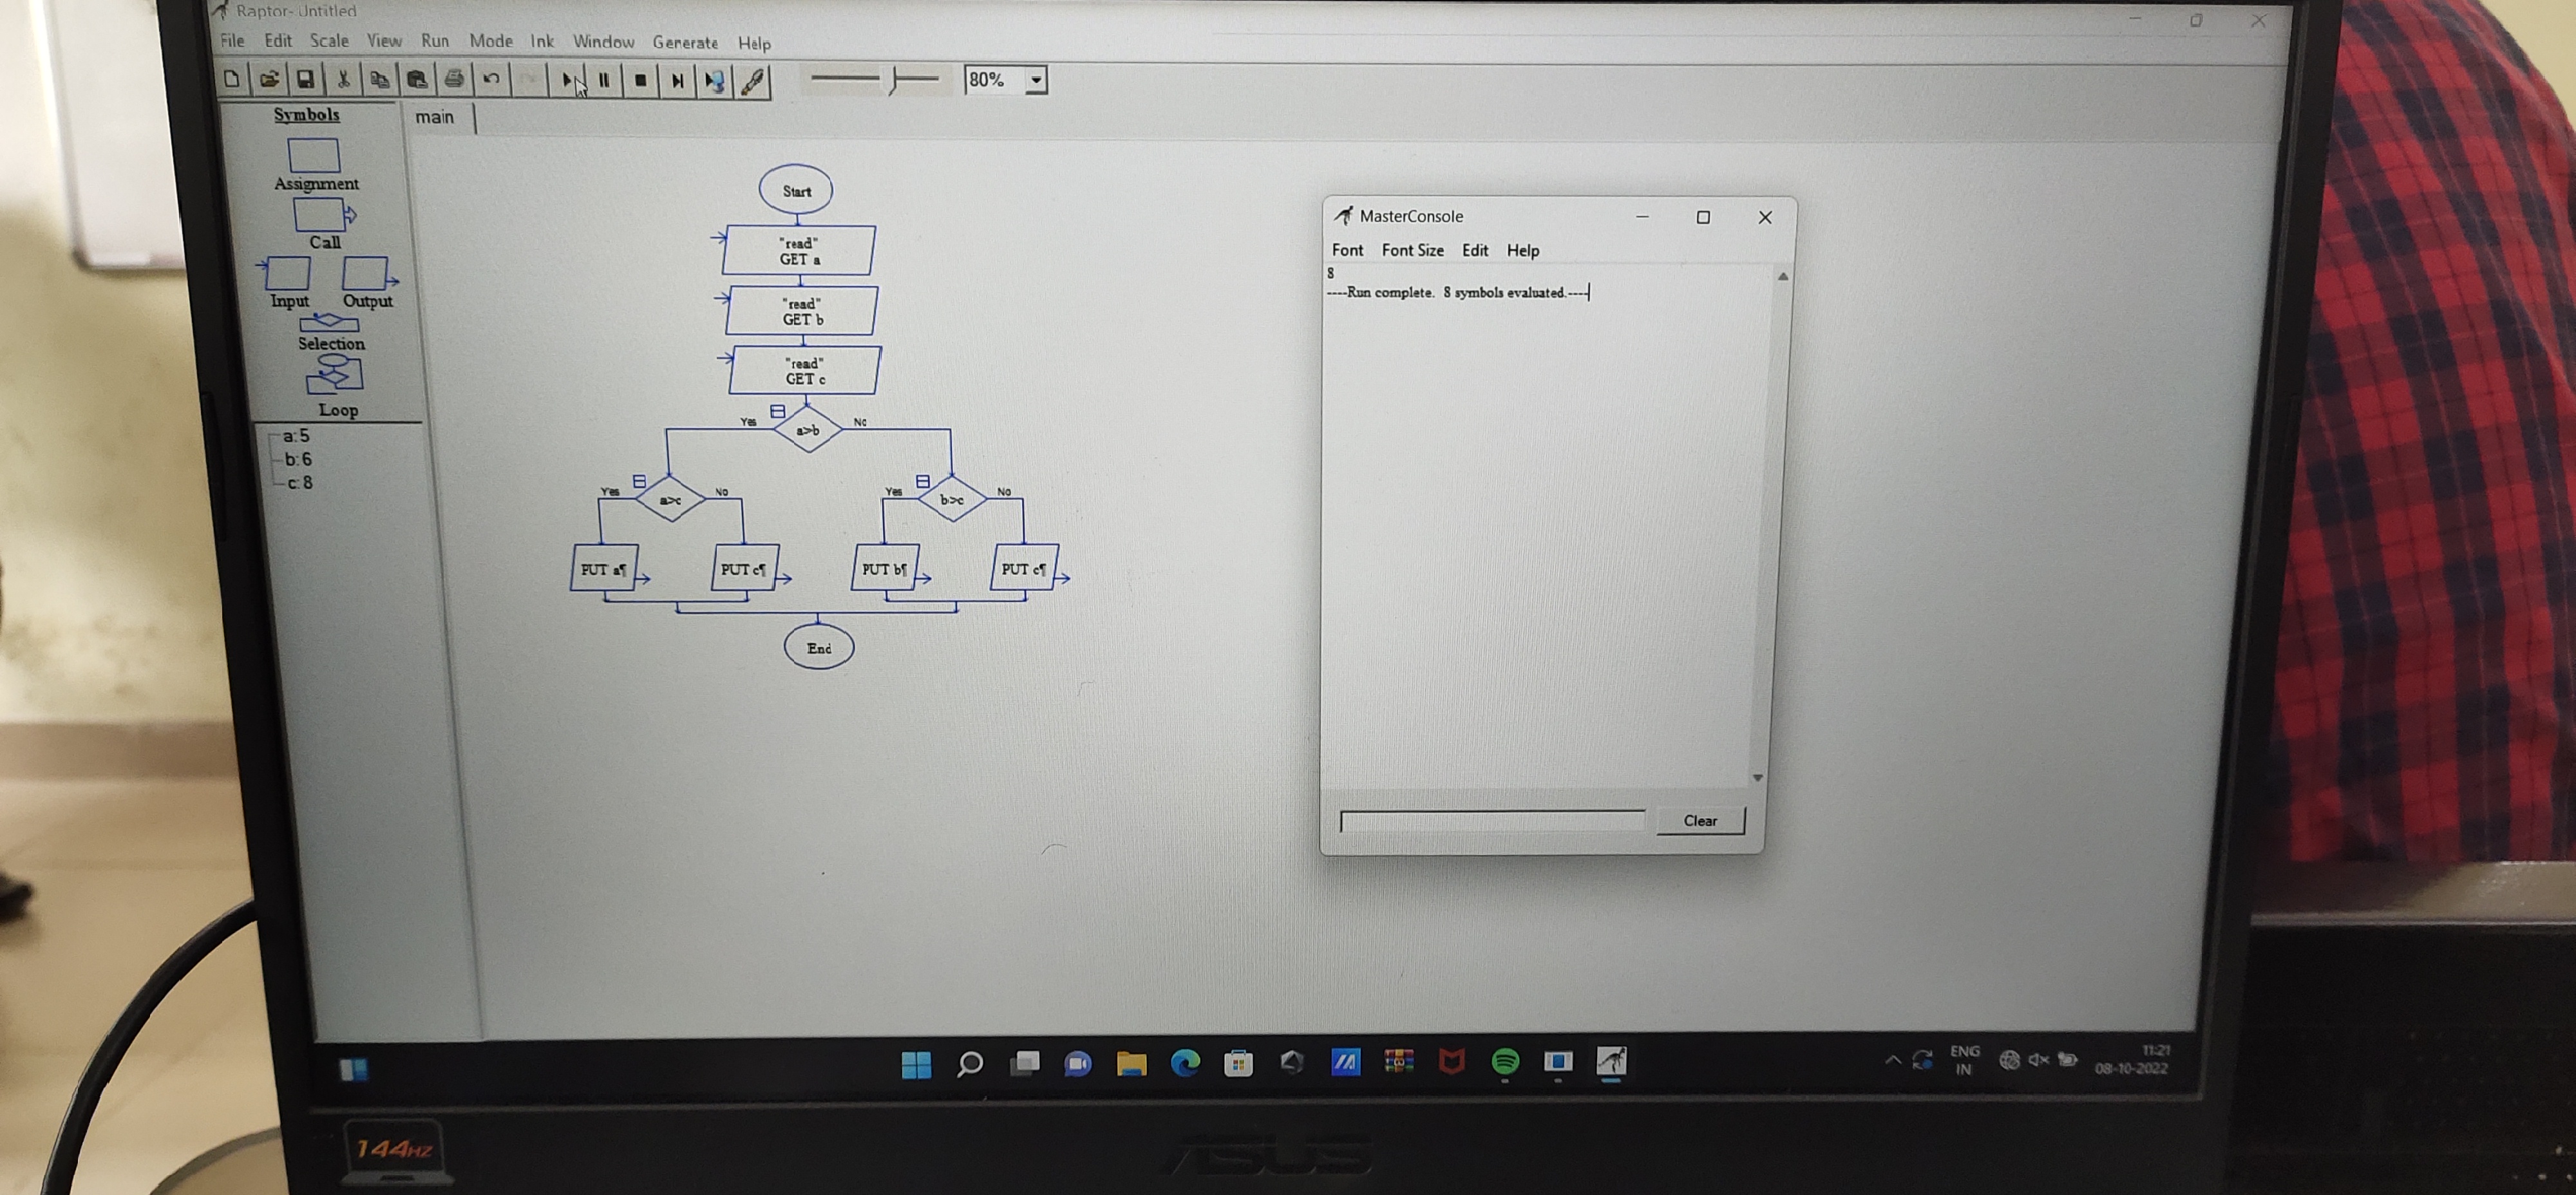 Raptor- Untitled
File Edit Scale View Run Mode Ink Window Generate Help
80%
Symbols
main
Assignment
Call
Input Output
Selection
Loop
a:5
b:6
c:8
Start
"read"
GET a
"read"
GET b
"read"
GET c
Yes a>b No
Yes a>c No
Yes b>c No
PUT a¶
PUT c¶
PUT b¶
PUT c¶
End
MasterConsole
Font Font Size Edit Help
8
----Run complete. 8 symbols evaluated.----
Clear
ENG
IN
11:21
08-10-2022
144HZ
ASUS